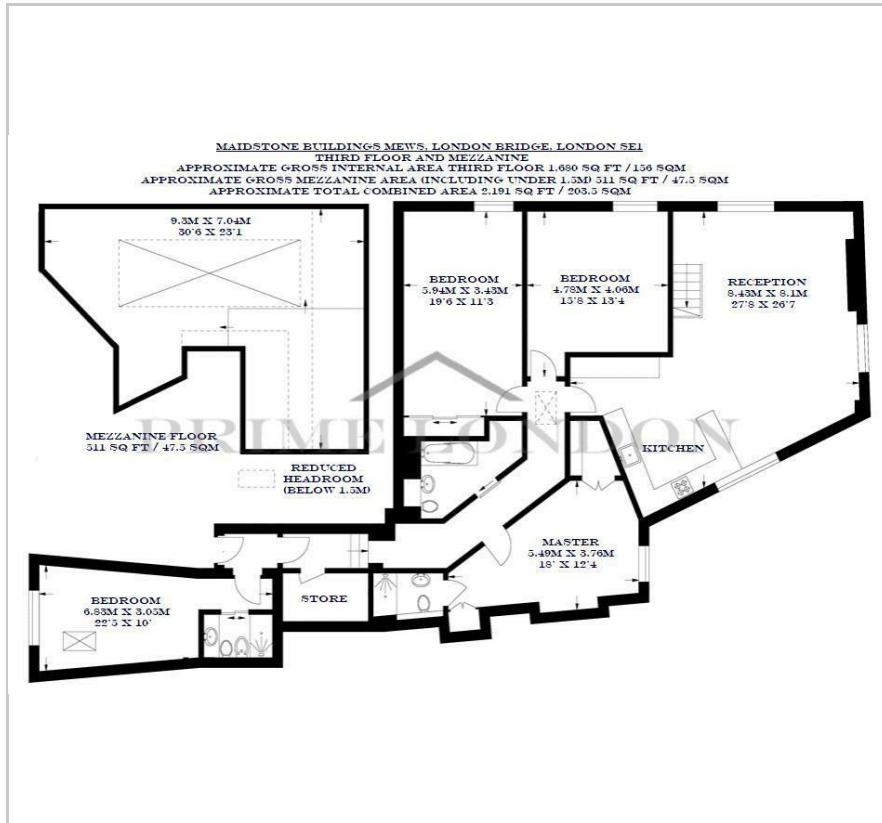 MAIDSTONE BUILDINGS MEWS, LONDON BRIDGE, LONDON SE1
THIRD FLOOR AND MEZZANINE
APPROXIMATE GROSS INTERNAL AREA THIRD FLOOR 1,680 SQ FT / 156 SQM
APPROXIMATE GROSS MEZZANINE AREA (INCLUDING UNDER 1.5M) 511 SQ FT / 47.5 SQM
APPROXIMATE TOTAL COMBINED AREA 2,191 SQ FT / 203.5 SQM
9.3M X 7.04M
30'6 X 23'1
BEDROOM
5.94M X 3.43M
19'6 X 11'3
BEDROOM
4.78M X 4.06M
15'8 X 13'4
RECEPTION
8.43M X 8.1M
27'8 X 26'7
PRIME LONDON
MEZZANINE FLOOR
511 SQ FT / 47.5 SQM
KITCHEN
REDUCED
HEADROOM
(BELOW 1.5M)
MASTER
5.49M X 3.76M
18' X 12'4
BEDROOM
6.83M X 3.05M
22'5 X 10'
STORE